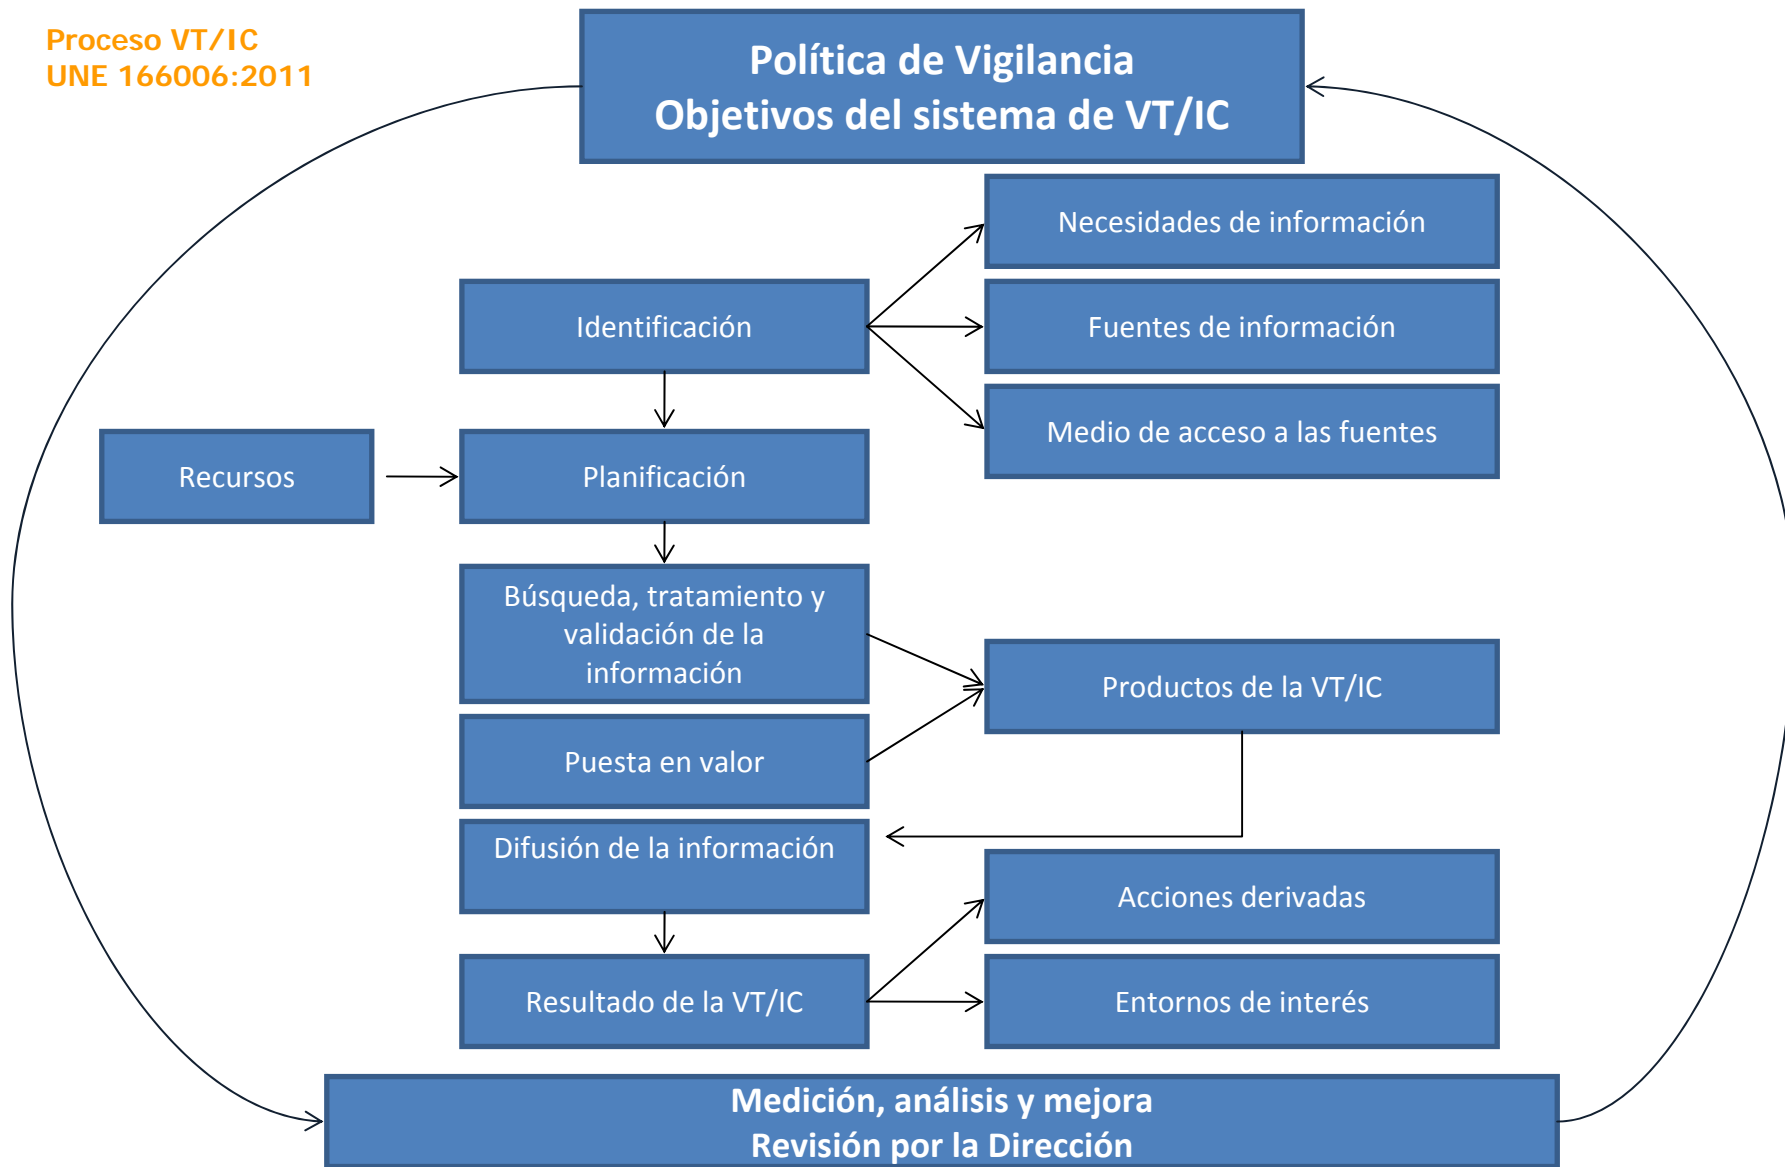 Proceso VT/IC
UNE 166006:2011
Política de Vigilancia
Objetivos del sistema de VT/IC
Necesidades de información
Identificación
Fuentes de información
Medio de acceso a las fuentes
Recursos
Planificación
Búsqueda, tratamiento y
validación de la
información
Productos de la VT/IC
Puesta en valor
Difusión de la información
Acciones derivadas
Resultado de la VT/IC
Entornos de interés
Medición, análisis y mejora
Revisión por la Dirección